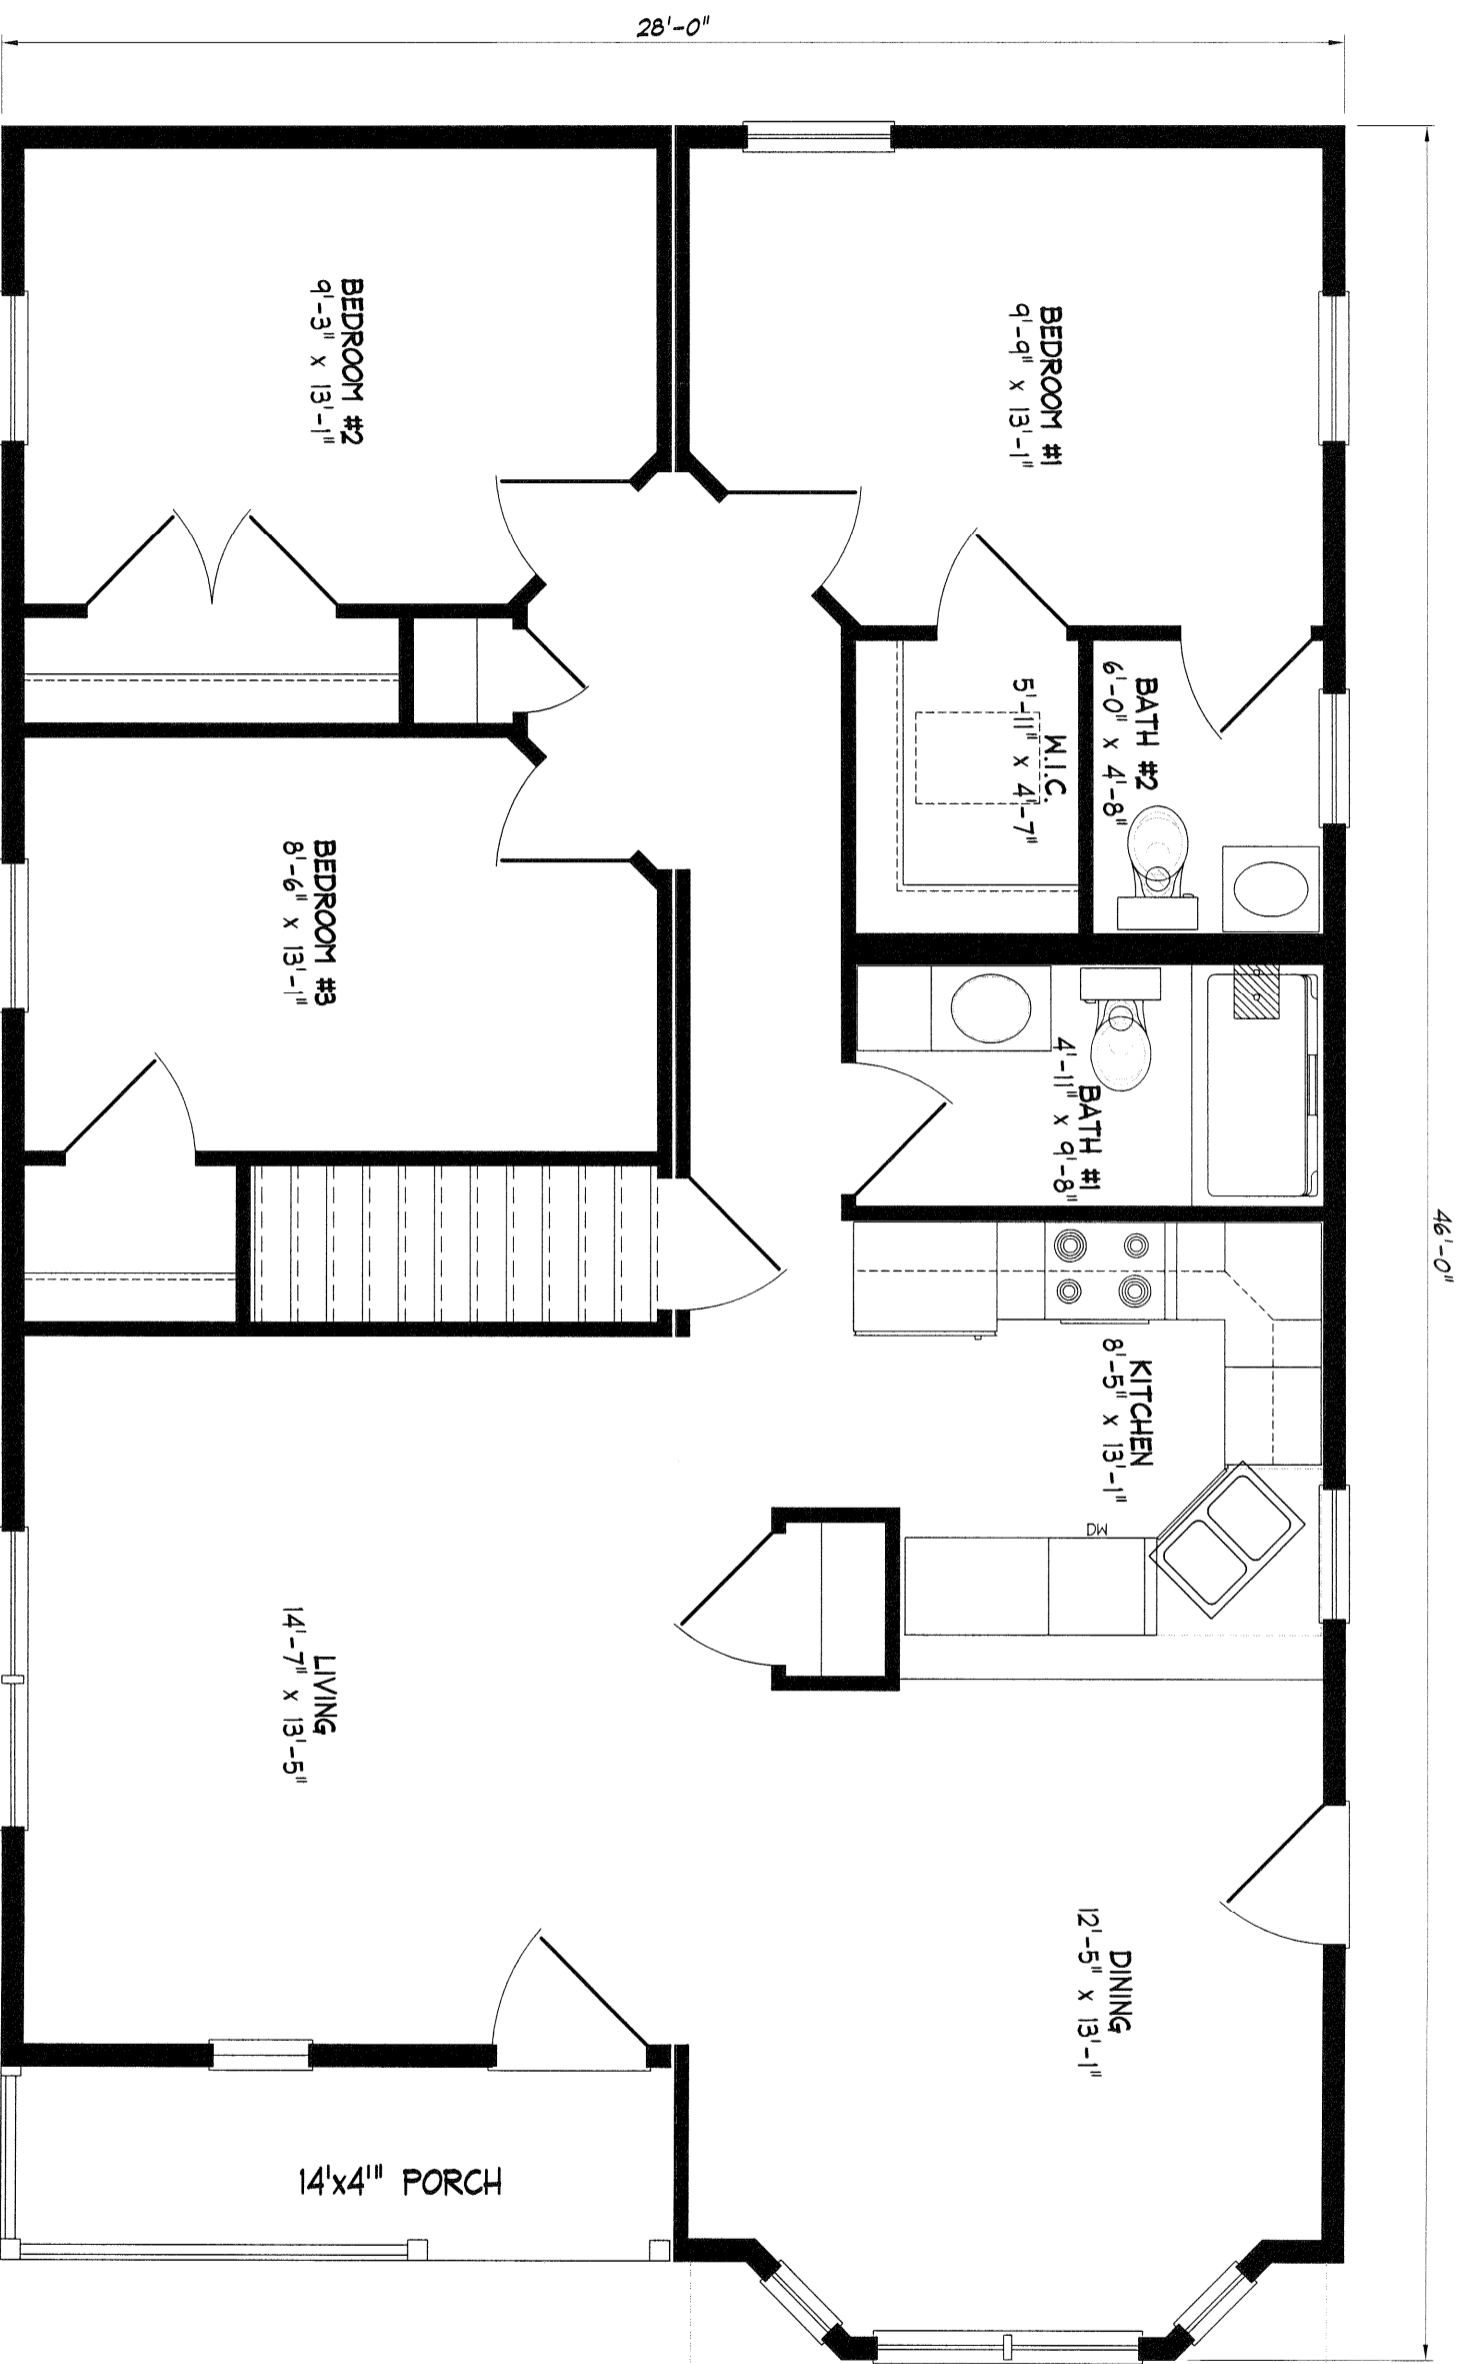 28'-0"
46'-0"
BEDROOM #1
9'-9" x 13'-1"
BEDROOM #2
9'-3" x 13'-1"
BATH #2
6'-0" x 4'-8"
W.I.C.
5'-11" x 4'-7"
BEDROOM #3
8'-6" x 13'-1"
BATH #1
4'-11" x 9'-8"
KITCHEN
8'-5" x 13'-1"
DW
LIVING
14'-7" x 13'-5"
DINING
12'-5" x 13'-1"
14'x4'" PORCH